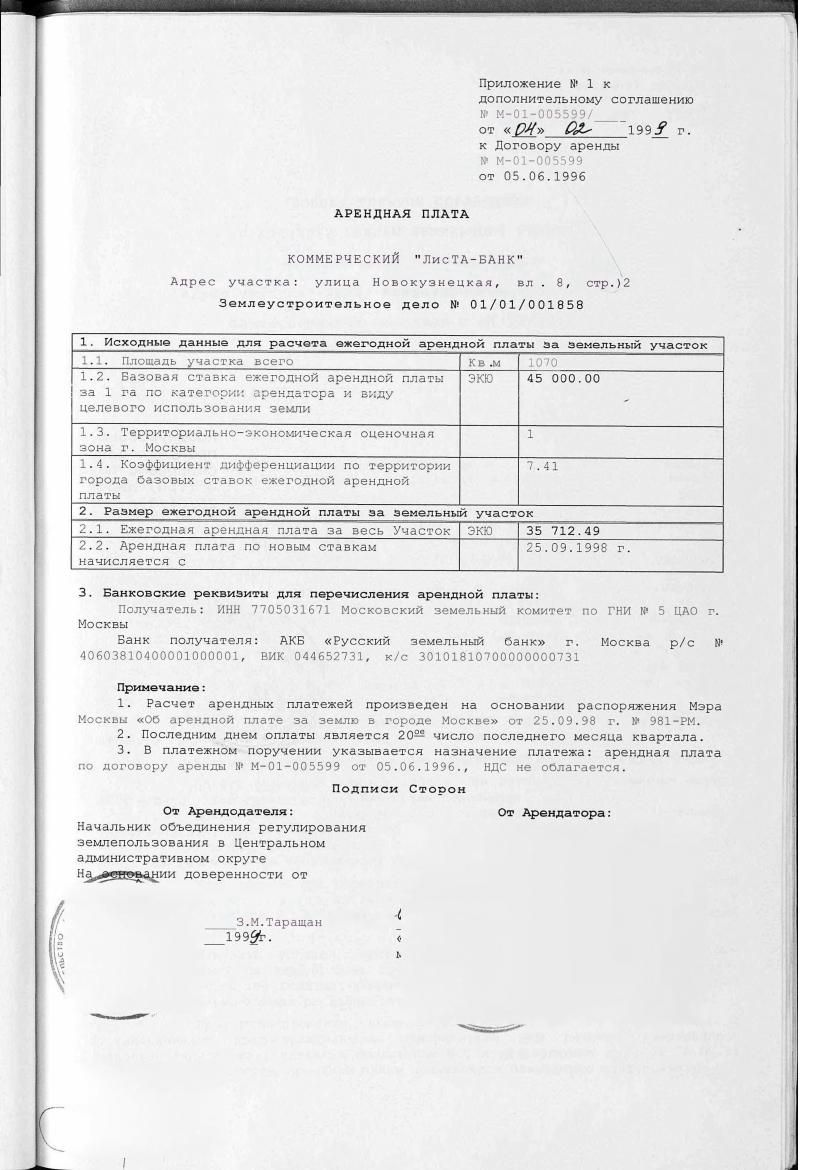 Приложение № 1 к
дополнительному соглашению
№ М-01-005599/____
от «04» 02 1999 г.
к Договору аренды
№ М-01-005599
от 05.06.1996
АРЕНДНАЯ ПЛАТА
КОММЕРЧЕСКИЙ "ЛисТА-БАНК"
Адрес участка: улица Новокузнецкая, вл . 8, стр.)2
Землеустроительное дело № 01/01/001858
1. Исходные данные для расчета ежегодной арендной платы за земельный участок
1.1. Площадь участка всего Кв.м 1070
1.2. Базовая ставка ежегодной арендной платы ЭКЮ 45 000.00
за 1 га по категории арендатора и виду
целевого использования земли
1.3. Территориально-экономическая оценочная 1
зона г. Москвы
1.4. Коэффициент дифференциации по территории 7.41
города базовых ставок ежегодной арендной
платы
2. Размер ежегодной арендной платы за земельный участок
2.1. Ежегодная арендная плата за весь Участок ЭКЮ 35 712.49
2.2. Арендная плата по новым ставкам 25.09.1998 г.
начисляется с
3. Банковские реквизиты для перечисления арендной платы:
Получатель: ИНН 7705031671 Московский земельный комитет по ГНИ № 5 ЦАО г.
Москвы
Банк получателя: АКБ «Русский земельный банк» г. Москва р/с №
40603810400001000001, ВИК 044652731, к/с 30101810700000000731
Примечание:
1. Расчет арендных платежей произведен на основании распоряжения Мэра
Москвы «Об арендной плате за землю в городе Москве» от 25.09.98 г. № 981-РМ.
2. Последним днем оплаты является 20ое число последнего месяца квартала.
3. В платежном поручении указывается назначение платежа: арендная плата
по договору аренды № М-01-005599 от 05.06.1996., НДС не облагается.
Подписи Сторон
От Арендодателя: От Арендатора:
Начальник объединения регулирования
землепользования в Центральном
административном округе
На основании доверенности от
____З.М.Таращан
__1999г.